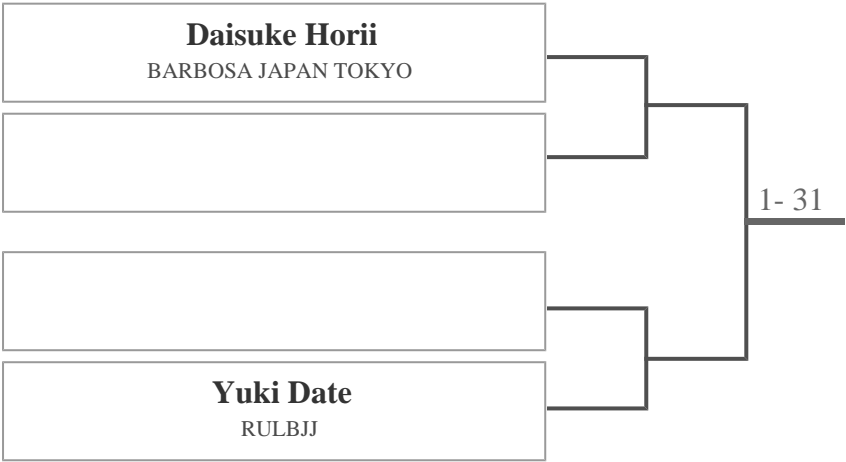 Daisuke Horii
BARBOSA JAPAN TOKYO
1- 31
Yuki Date
RULBJJ